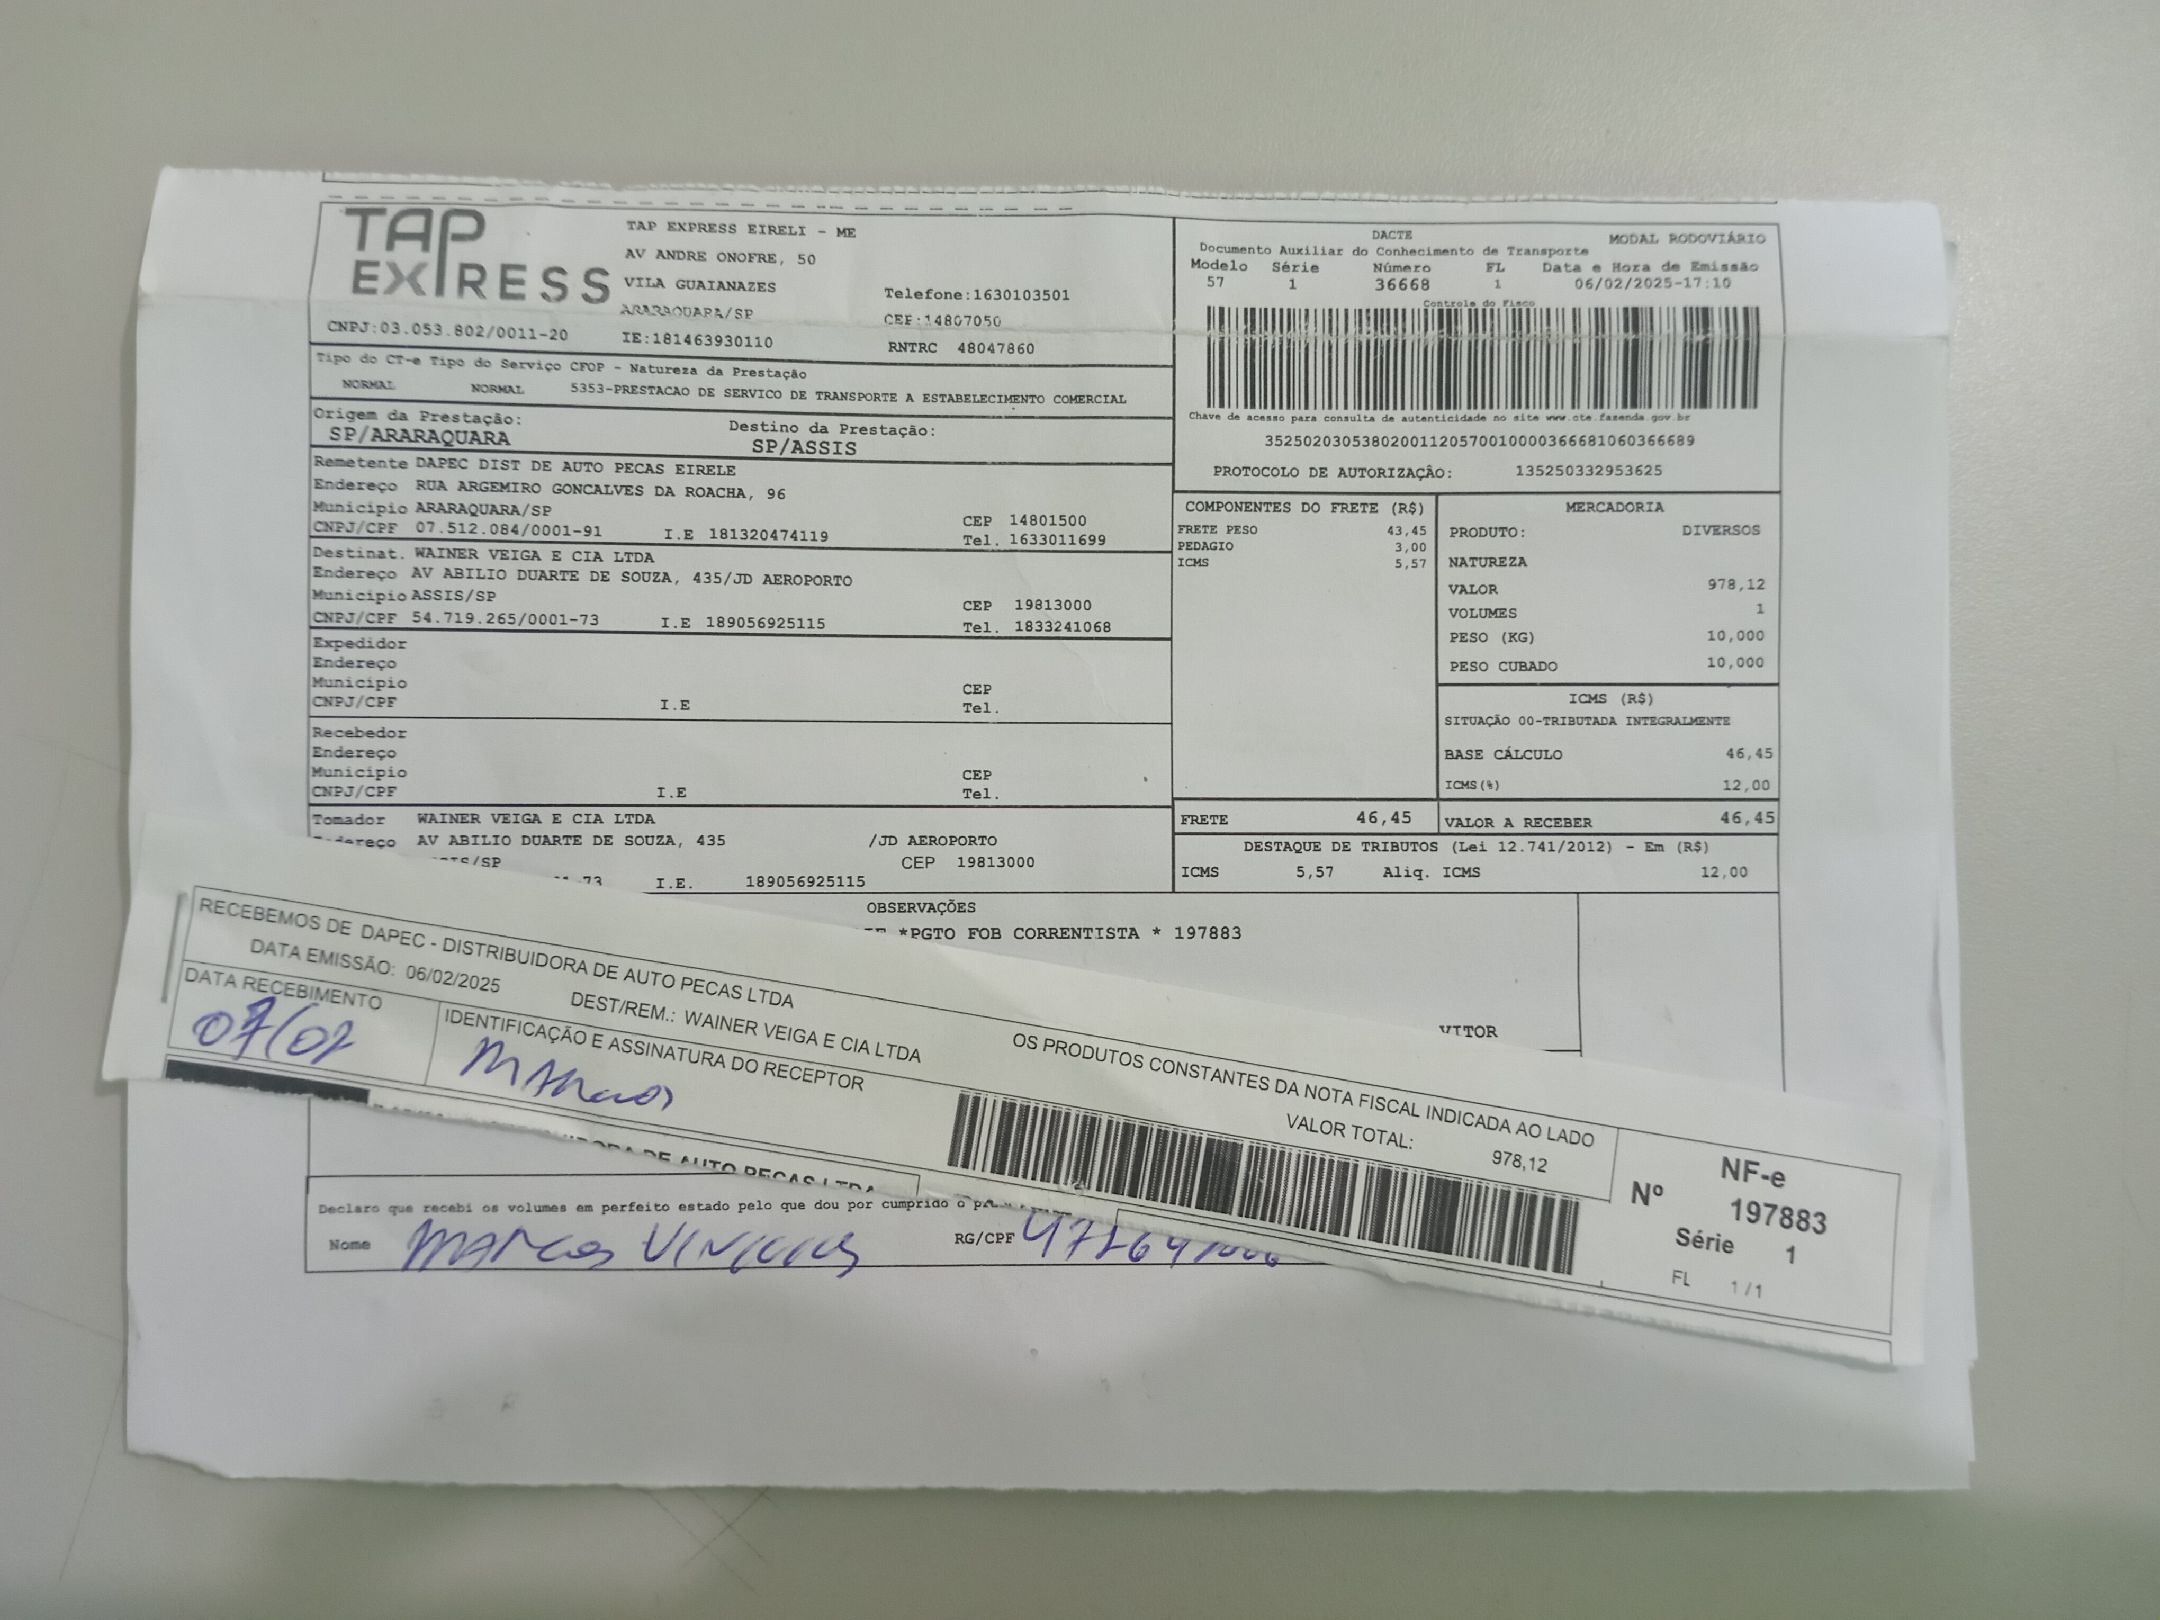 TAP EXPRESS
TAP EXPRESS EIRELI - ME
AV ANDRE ONOFRE, 50
VILA GUAIANAZES
ARARAQUARA/SP
Telefone:1630103501
CEP:14807050
CNPJ:03.053.802/0011-20
IE:181463930110
RNTRC 48047860
Tipo do CT-e Tipo do Serviço CFOP - Natureza da Prestação
NORMAL NORMAL 5353-PRESTACAO DE SERVICO DE TRANSPORTE A ESTABELECIMENTO COMERCIAL
Origem da Prestação: Destino da Prestação:
SP/ARARAQUARA SP/ASSIS
Remetente DAPEC DIST DE AUTO PECAS EIRELE
Endereço RUA ARGEMIRO GONCALVES DA ROACHA, 96
Município ARARAQUARA/SP CEP 14801500
CNPJ/CPF 07.512.084/0001-91 I.E 181320474119 Tel. 1633011699
Destinat. WAINER VEIGA E CIA LTDA
Endereço AV ABILIO DUARTE DE SOUZA, 435/JD AEROPORTO
Município ASSIS/SP CEP 19813000
CNPJ/CPF 54.719.265/0001-73 I.E 189056925115 Tel. 1833241068
Expedidor
Endereço
Município CEP
CNPJ/CPF I.E Tel.
Recebedor
Endereço
Município CEP
CNPJ/CPF I.E Tel.
Tomador WAINER VEIGA E CIA LTDA
AV ABILIO DUARTE DE SOUZA, 435 /JD AEROPORTO
CEP 19813000
I.E. 189056925115
DACTE MODAL RODOVIÁRIO
Documento Auxiliar do Conhecimento de Transporte
Modelo Série Número FL Data e Hora de Emissão
57 1 36668 1 06/02/2025-17:10
Controle do Fisco
Chave de acesso para consulta de autenticidade no site www.cte.fazenda.gov.br
35250203053802001120570010000366681060366689
PROTOCOLO DE AUTORIZAÇÃO: 135250332953625
COMPONENTES DO FRETE (R$)
FRETE PESO 43,45
PEDAGIO 3,00
ICMS 5,57
MERCADORIA
PRODUTO: DIVERSOS
NATUREZA
VALOR 978,12
VOLUMES 1
PESO (KG) 10,000
PESO CUBADO 10,000
ICMS (R$)
SITUAÇÃO 00-TRIBUTADA INTEGRALMENTE
BASE CÁLCULO 46,45
ICMS(%) 12,00
FRETE 46,45 VALOR A RECEBER 46,45
DESTAQUE DE TRIBUTOS (Lei 12.741/2012) - Em (R$)
ICMS 5,57 Aliq. ICMS 12,00
OBSERVAÇÕES
*PGTO FOB CORRENTISTA * 197883
VITOR
RECEBEMOS DE DAPEC - DISTRIBUIDORA DE AUTO PECAS LTDA OS PRODUTOS CONSTANTES DA NOTA FISCAL INDICADA AO LADO
DATA EMISSÃO: 06/02/2025 DEST/REM.: WAINER VEIGA E CIA LTDA VALOR TOTAL: 978,12
DATA RECEBIMENTO IDENTIFICAÇÃO E ASSINATURA DO RECEPTOR
07/02 Marcos
NF-e
Nº 197883
Série 1
FL 1/1
DE AUTO PECAS LTDA
Declaro que recebi os volumes em perfeito estado pelo que dou por cumprido o
Nome Marcos Vinicius RG/CPF